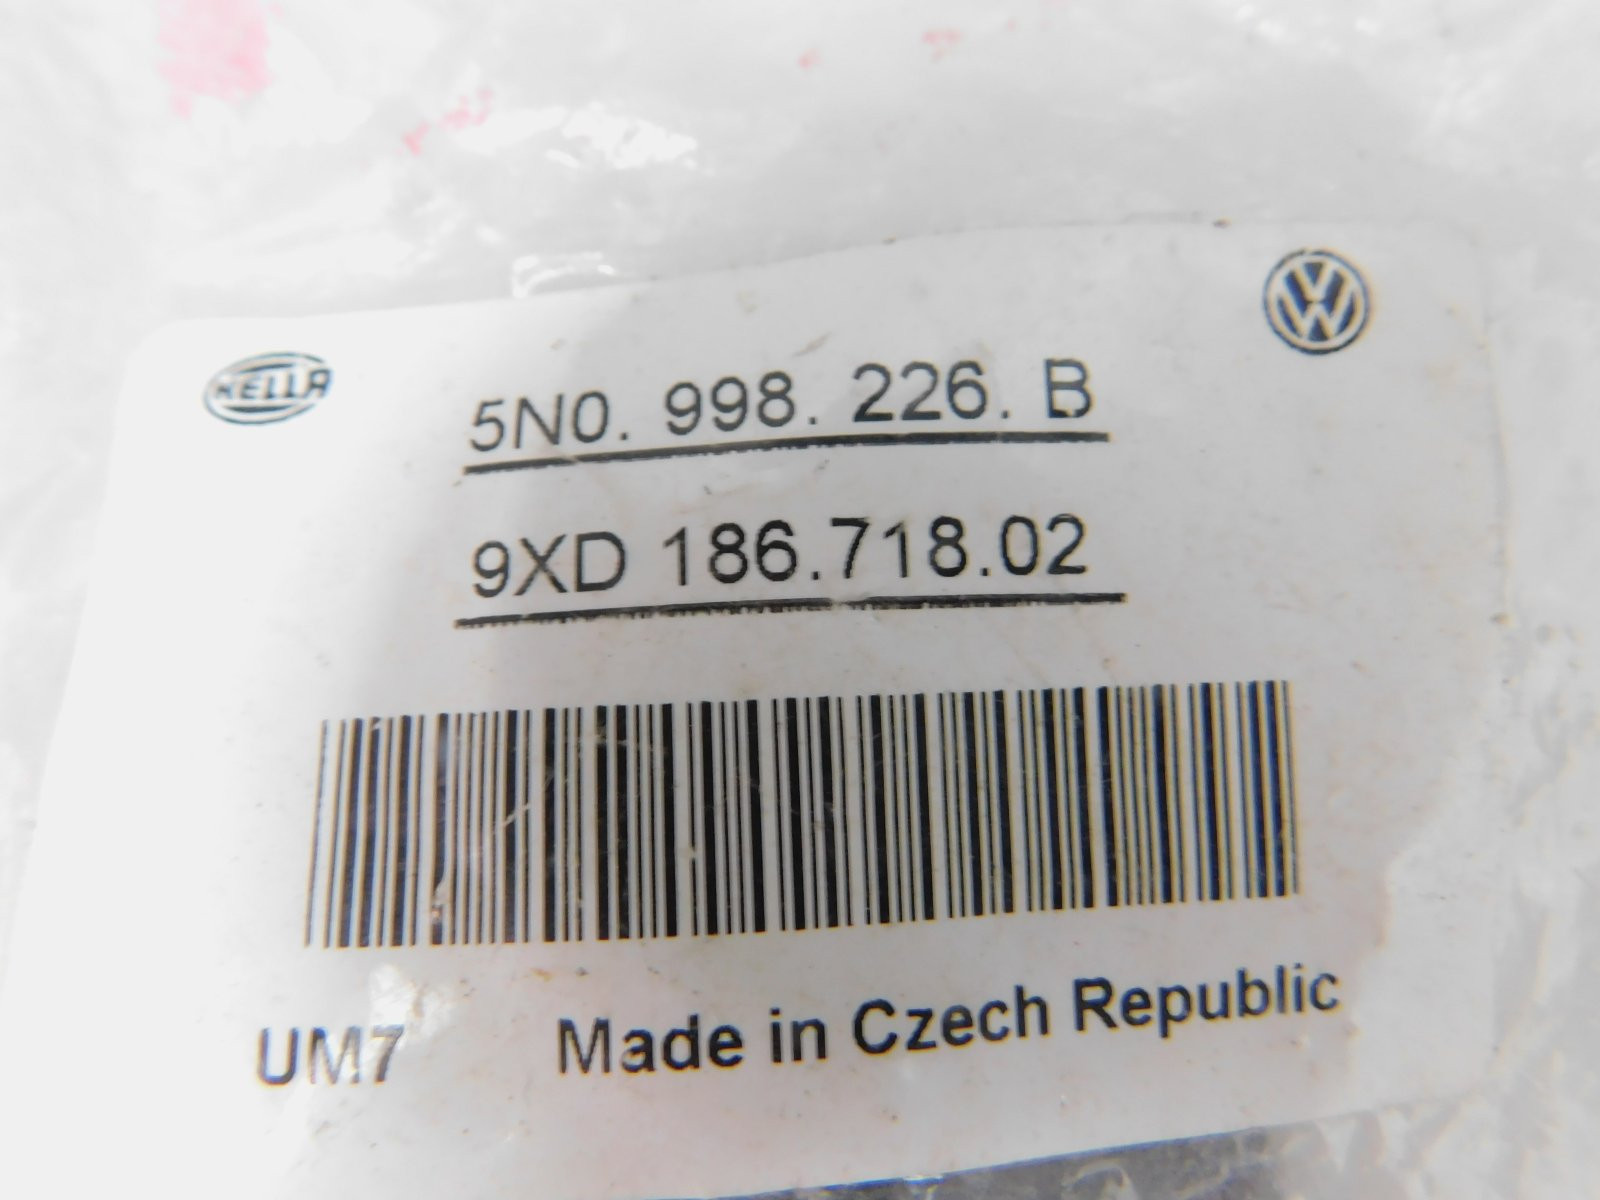 HELLA
5N0. 998. 226. B
9XD 186.718.02
UM7 Made in Czech Republic